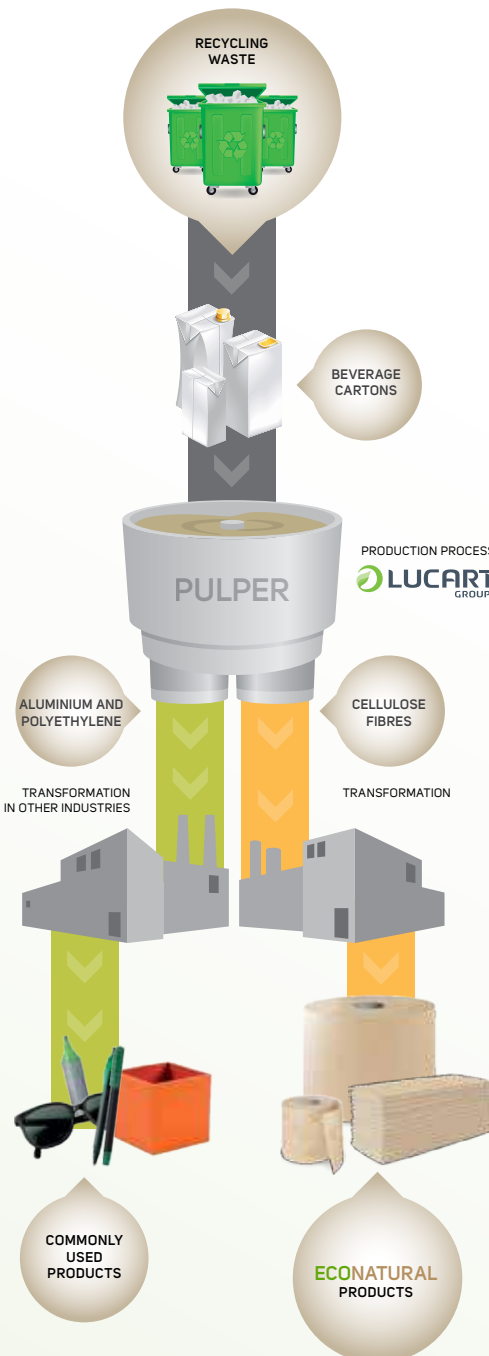 RECYCLING
WASTE
BEVERAGE
CARTONS
PULPER
PRODUCTION PROCESS
LUCART
GROUP
ALUMINIUM AND
POLYETHYLENE
CELLULOSE
FIBRES
TRANSFORMATION
IN OTHER INDUSTRIES
TRANSFORMATION
COMMONLY
USED
PRODUCTS
ECONATURAL
PRODUCTS